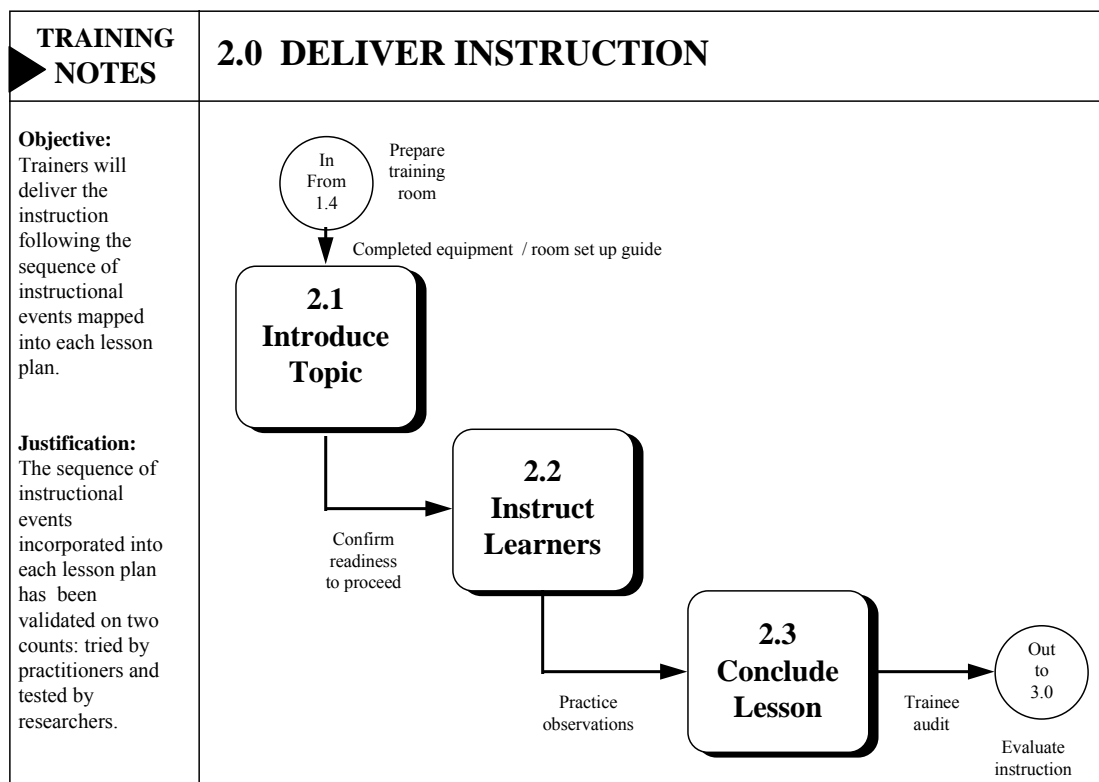 TRAINING
NOTES
2.0 DELIVER INSTRUCTION
Objective:
Trainers will
deliver the
instruction
following the
sequence of
instructional
events mapped
into each lesson
plan.
Justification:
The sequence of
instructional
events
incorporated into
each lesson plan
has been
validated on two
counts: tried by
practitioners and
tested by
researchers.
In
From
1.4
Prepare
training
room
Completed equipment / room set up guide
2.1
Introduce
Topic
Confirm
readiness
to proceed
2.2
Instruct
Learners
Practice
observations
2.3
Conclude
Lesson
Trainee
audit
Out
to
3.0
Evaluate
instruction